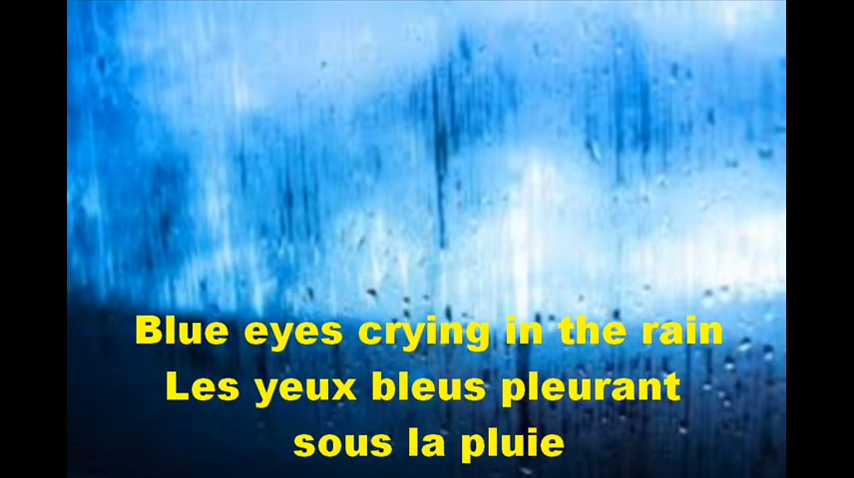 Blue eyes crying in the rain
Les yeux bleus pleurant
sous la pluie